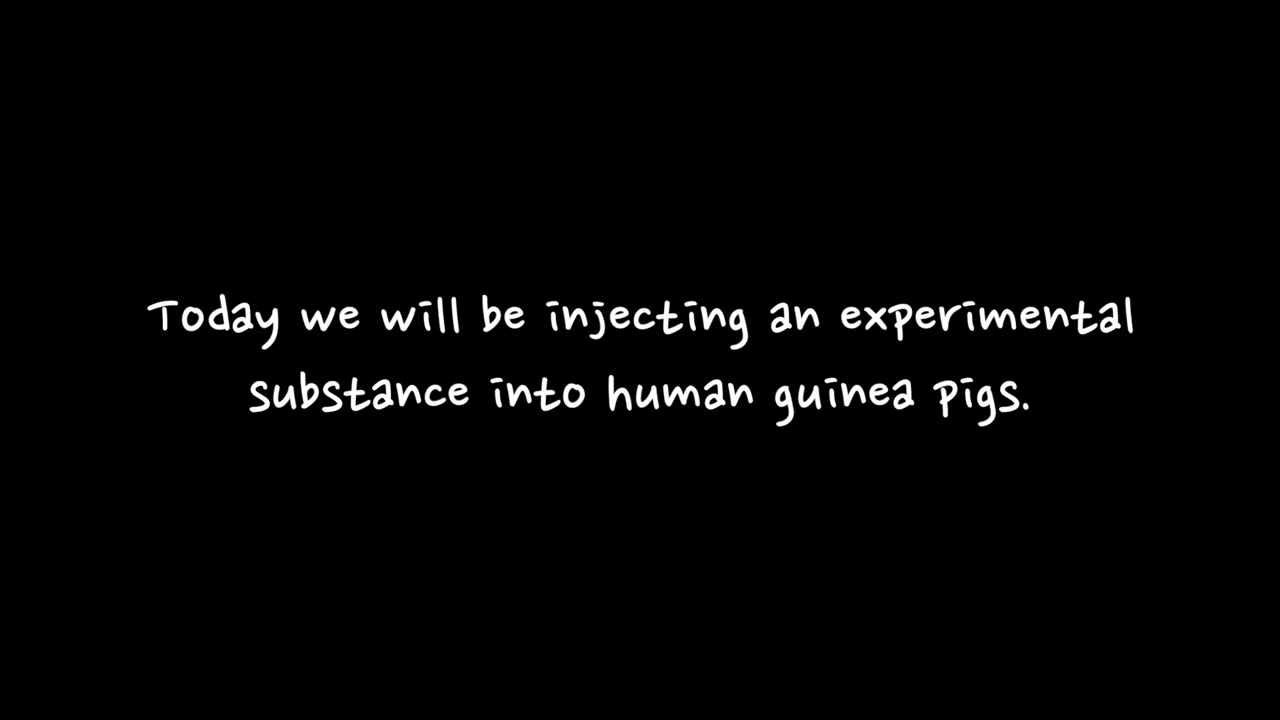 Today we will be injecting an experimental
substance into human guinea pigs.